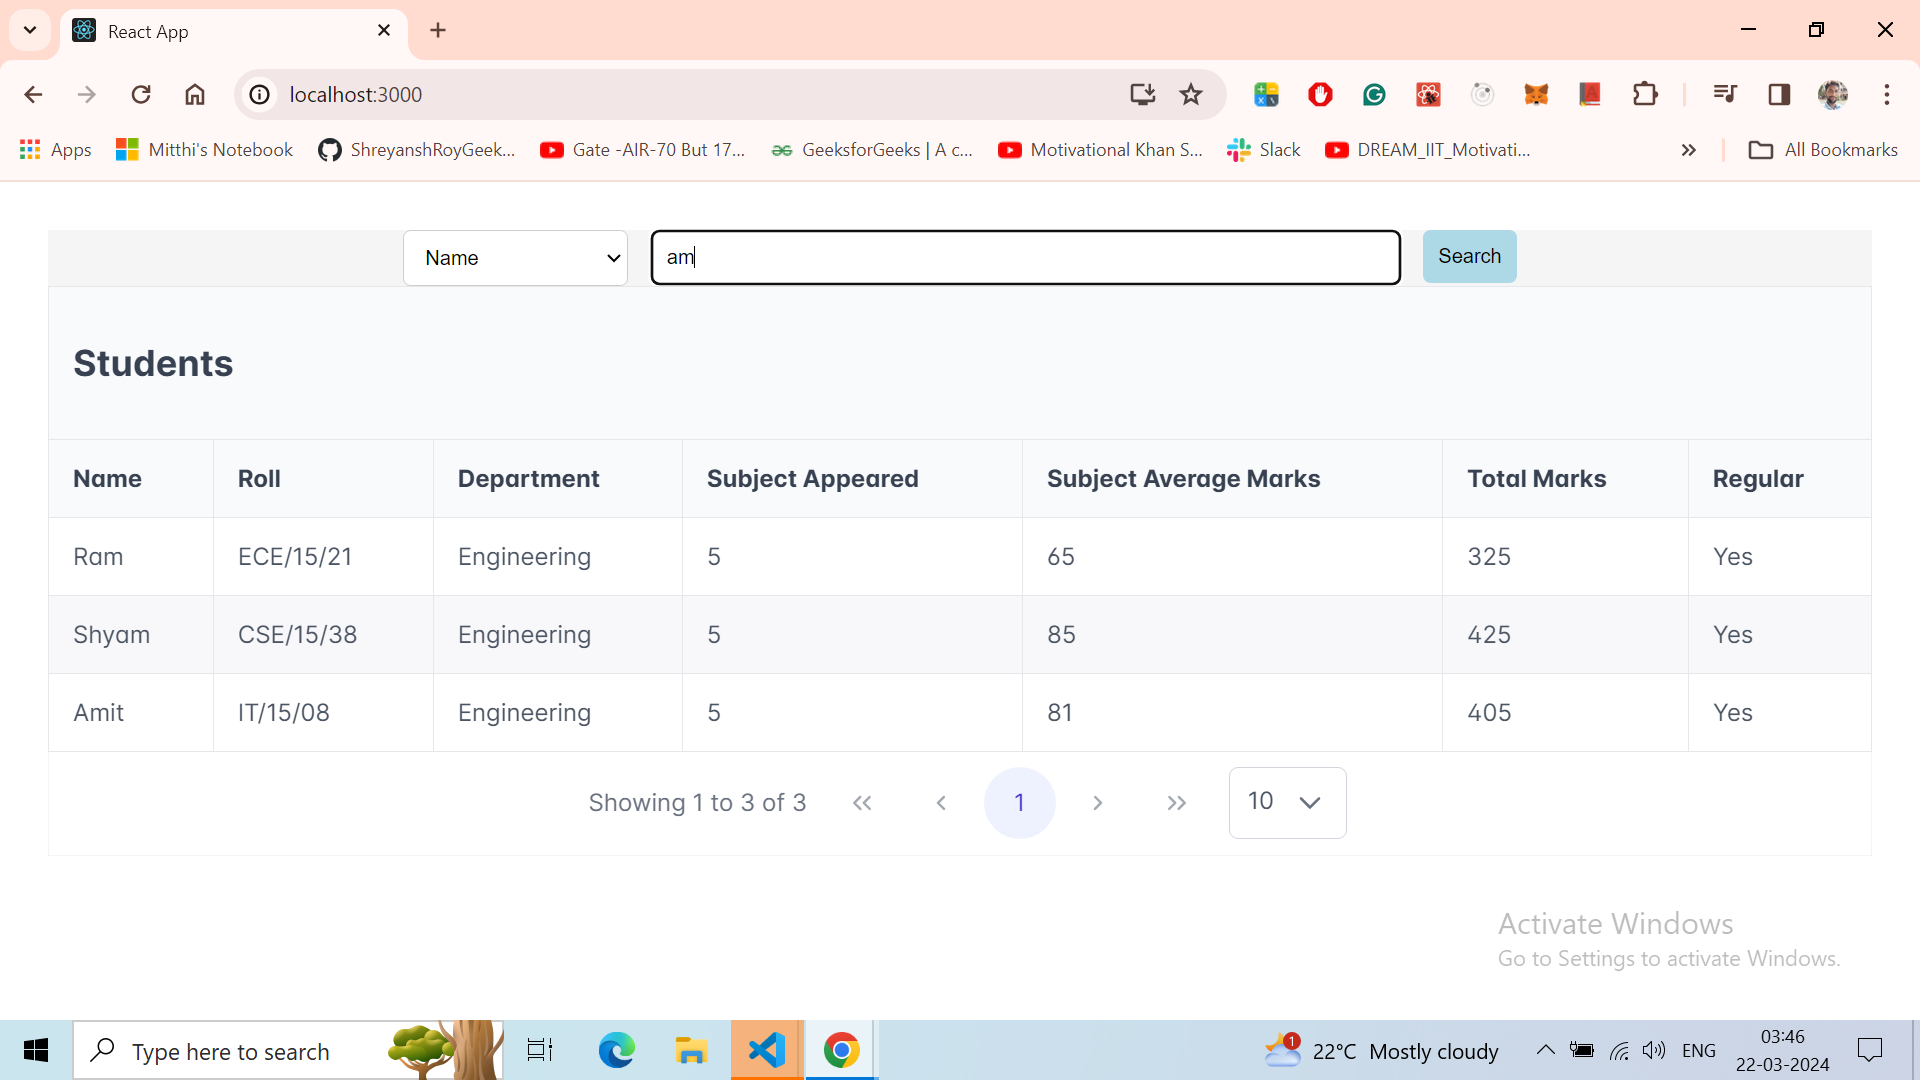 React App
localhost:3000
Apps Mitthi's Notebook ShreyanshRoyGeek... Gate -AIR-70 But 17... GeeksforGeeks | A c... Motivational Khan S... Slack DREAM_IIT_Motivati... All Bookmarks
Name am Search
Students
Name Roll Department Subject Appeared Subject Average Marks Total Marks Regular
Ram ECE/15/21 Engineering 5 65 325 Yes
Shyam CSE/15/38 Engineering 5 85 425 Yes
Amit IT/15/08 Engineering 5 81 405 Yes
Showing 1 to 3 of 3 1 10
Activate Windows
Go to Settings to activate Windows.
Type here to search 1 22°C Mostly cloudy ENG 03:46
22-03-2024